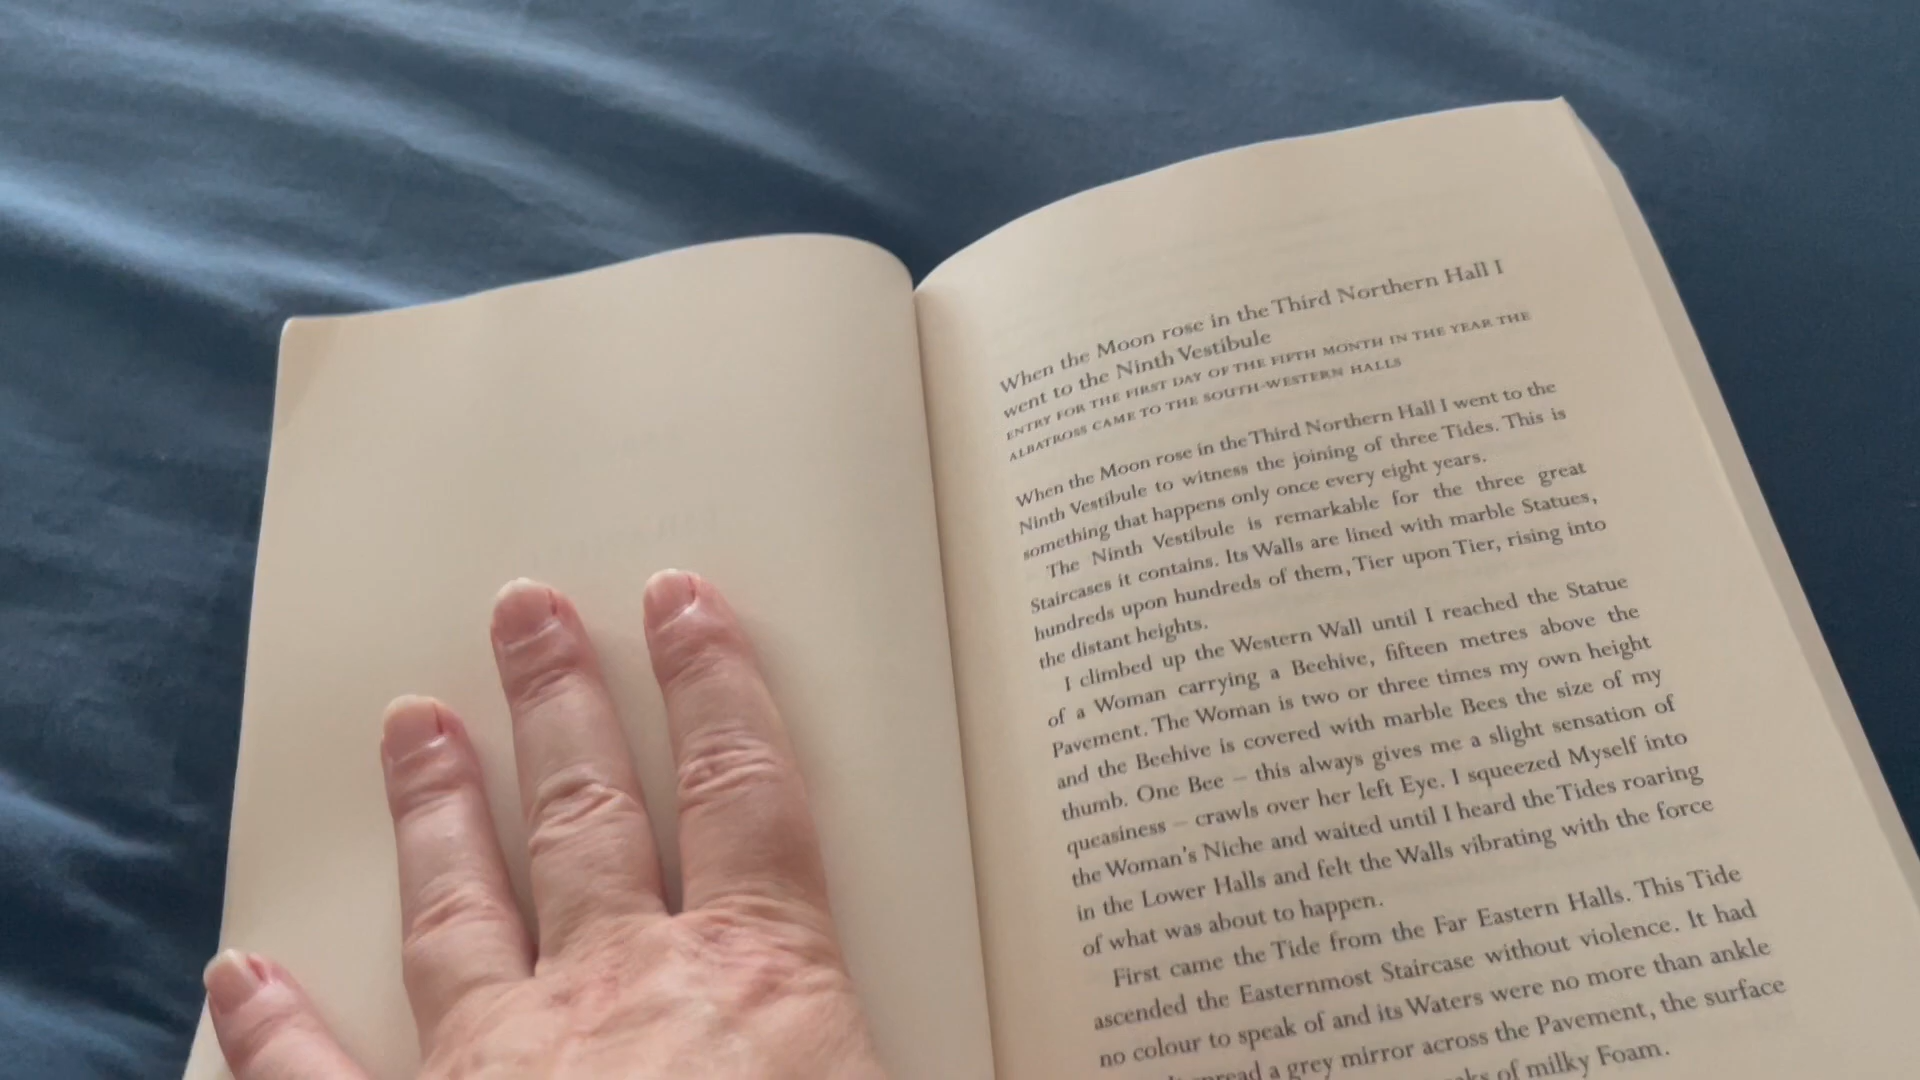 When the Moon rose in the Third Northern Hall I
went to the Ninth Vestibule
ENTRY FOR THE FIRST DAY OF THE FIFTH MONTH IN THE YEAR THE
ALBATROSS CAME TO THE SOUTH-WESTERN HALLS
When the Moon rose in the Third Northern Hall I went to the
Ninth Vestibule to witness the joining of three Tides. This is
something that happens only once every eight years.
The Ninth Vestibule is remarkable for the three great
Staircases it contains. Its Walls are lined with marble Statues,
hundreds upon hundreds of them, Tier upon Tier, rising into
the distant heights.
I climbed up the Western Wall until I reached the Statue
of a Woman carrying a Beehive, fifteen metres above the
Pavement. The Woman is two or three times my own height
and the Beehive is covered with marble Bees the size of my
thumb. One Bee – this always gives me a slight sensation of
queasiness – crawls over her left Eye. I squeezed Myself into
the Woman's Niche and waited until I heard the Tides roaring
in the Lower Halls and felt the Walls vibrating with the force
of what was about to happen.
First came the Tide from the Far Eastern Halls. This Tide
ascended the Easternmost Staircase without violence. It had
no colour to speak of and its Waters were no more than ankle
spread a grey mirror across the Pavement, the surface
of milky Foam.